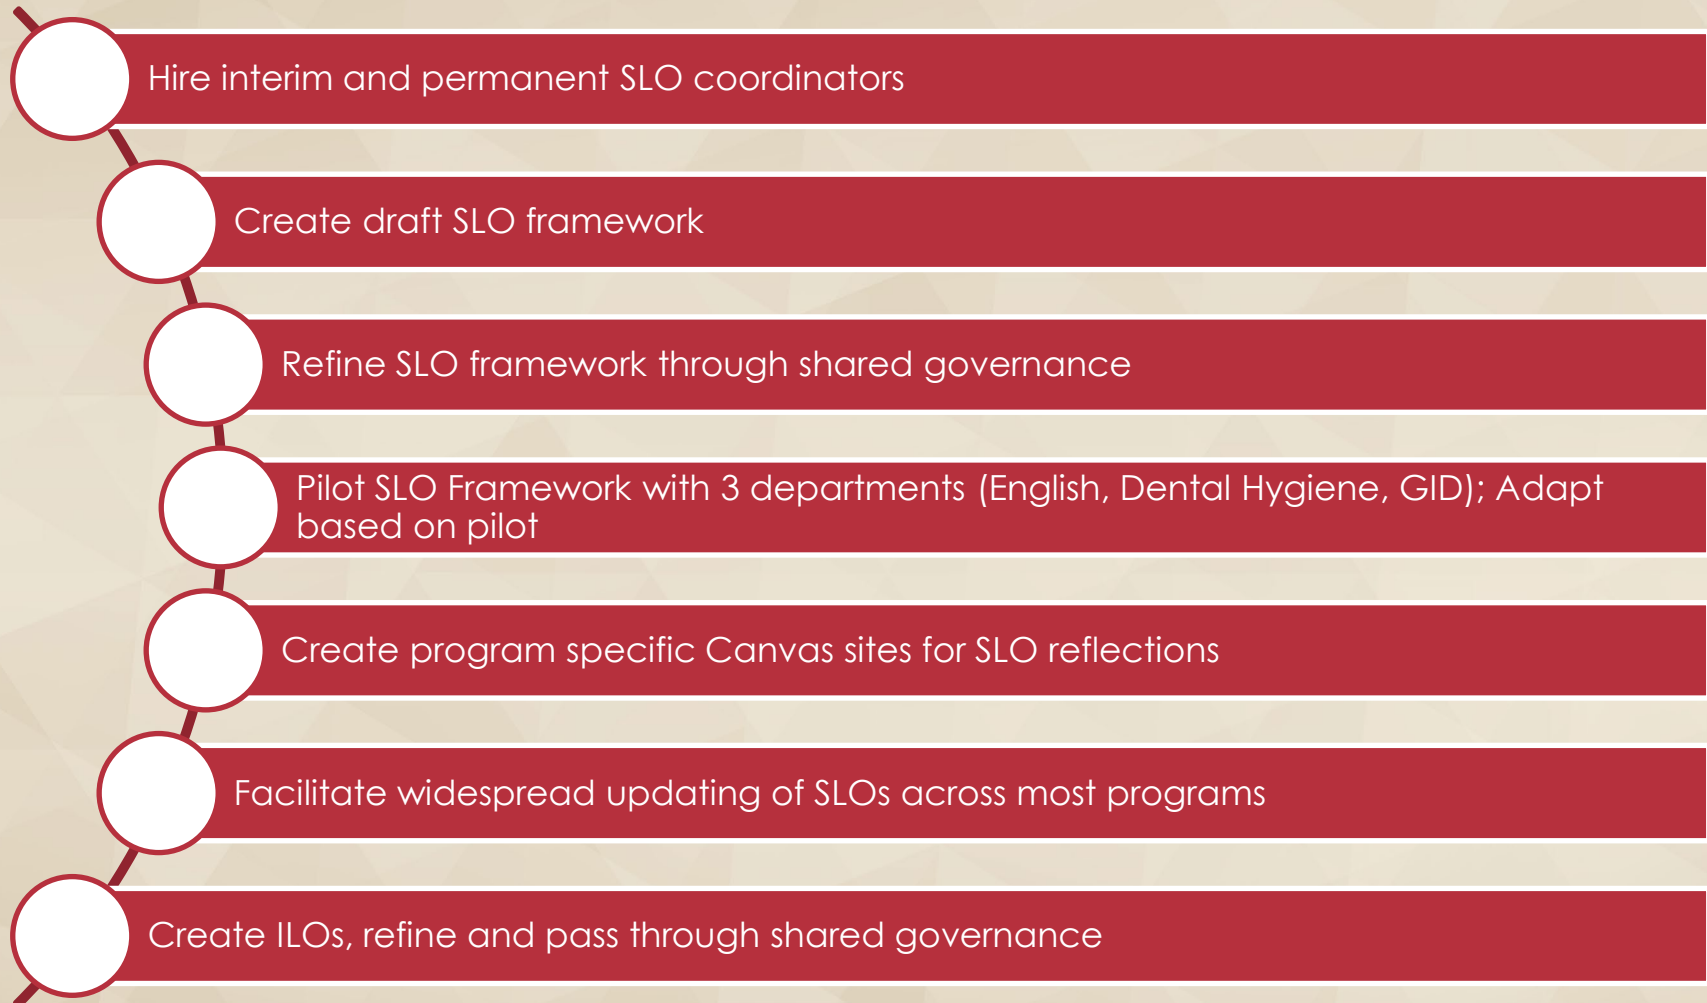 Hire interim and permanent SLO coordinators
Create draft SLO framework
Refine SLO framework through shared governance
Pilot SLO Framework with 3 departments (English, Dental Hygiene, GID); Adapt
based on pilot
Create program specific Canvas sites for SLO reflections
Facilitate widespread updating of SLOs across most programs
Create ILOs, refine and pass through shared governance